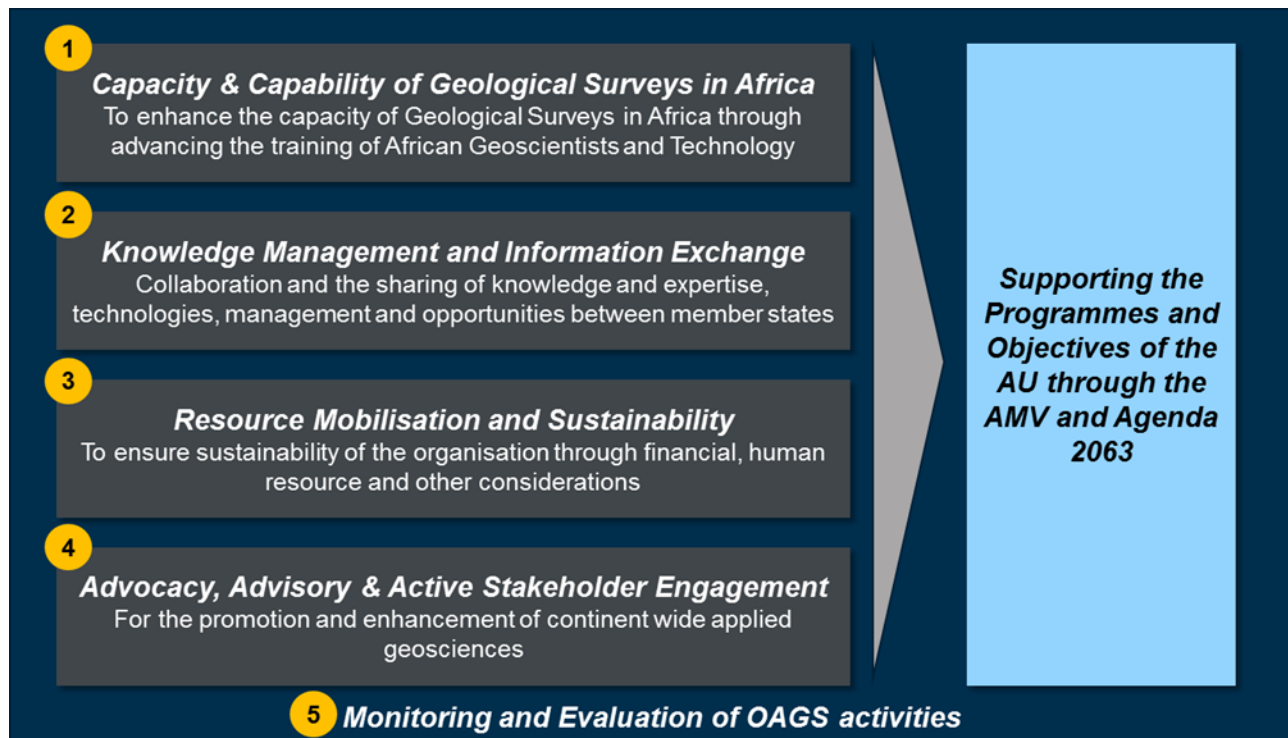 1
Capacity & Capability of Geological Surveys in Africa
To enhance the capacity of Geological Surveys in Africa through
advancing the training of African Geoscientists and Technology
2
Knowledge Management and Information Exchange
Collaboration and the sharing of knowledge and expertise,
technologies, management and opportunities between member states
3
Resource Mobilisation and Sustainability
To ensure sustainability of the organisation through financial, human
resource and other considerations
4
Advocacy, Advisory & Active Stakeholder Engagement
For the promotion and enhancement of continent wide applied
geosciences
5 Monitoring and Evaluation of OAGS activities
Supporting the
Programmes and
Objectives of the
AU through the
AMV and Agenda
2063